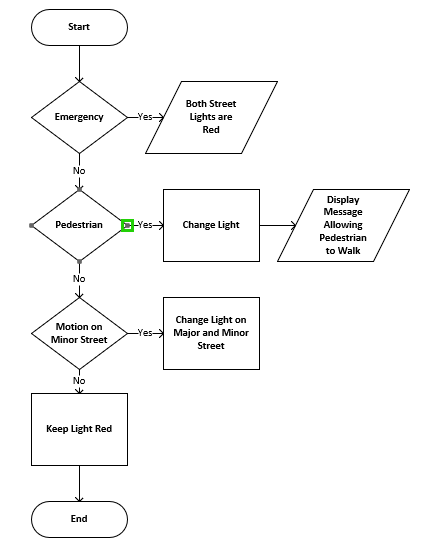 Start
Emergency
Yes
Both Street
Lights are
Red
No
Pedestrian
Yes
Change Light
Display
Message
Allowing
Pedestrian
to Walk
No
Motion on
Minor Street
Yes
Change Light on
Major and Minor
Street
No
Keep Light Red
End